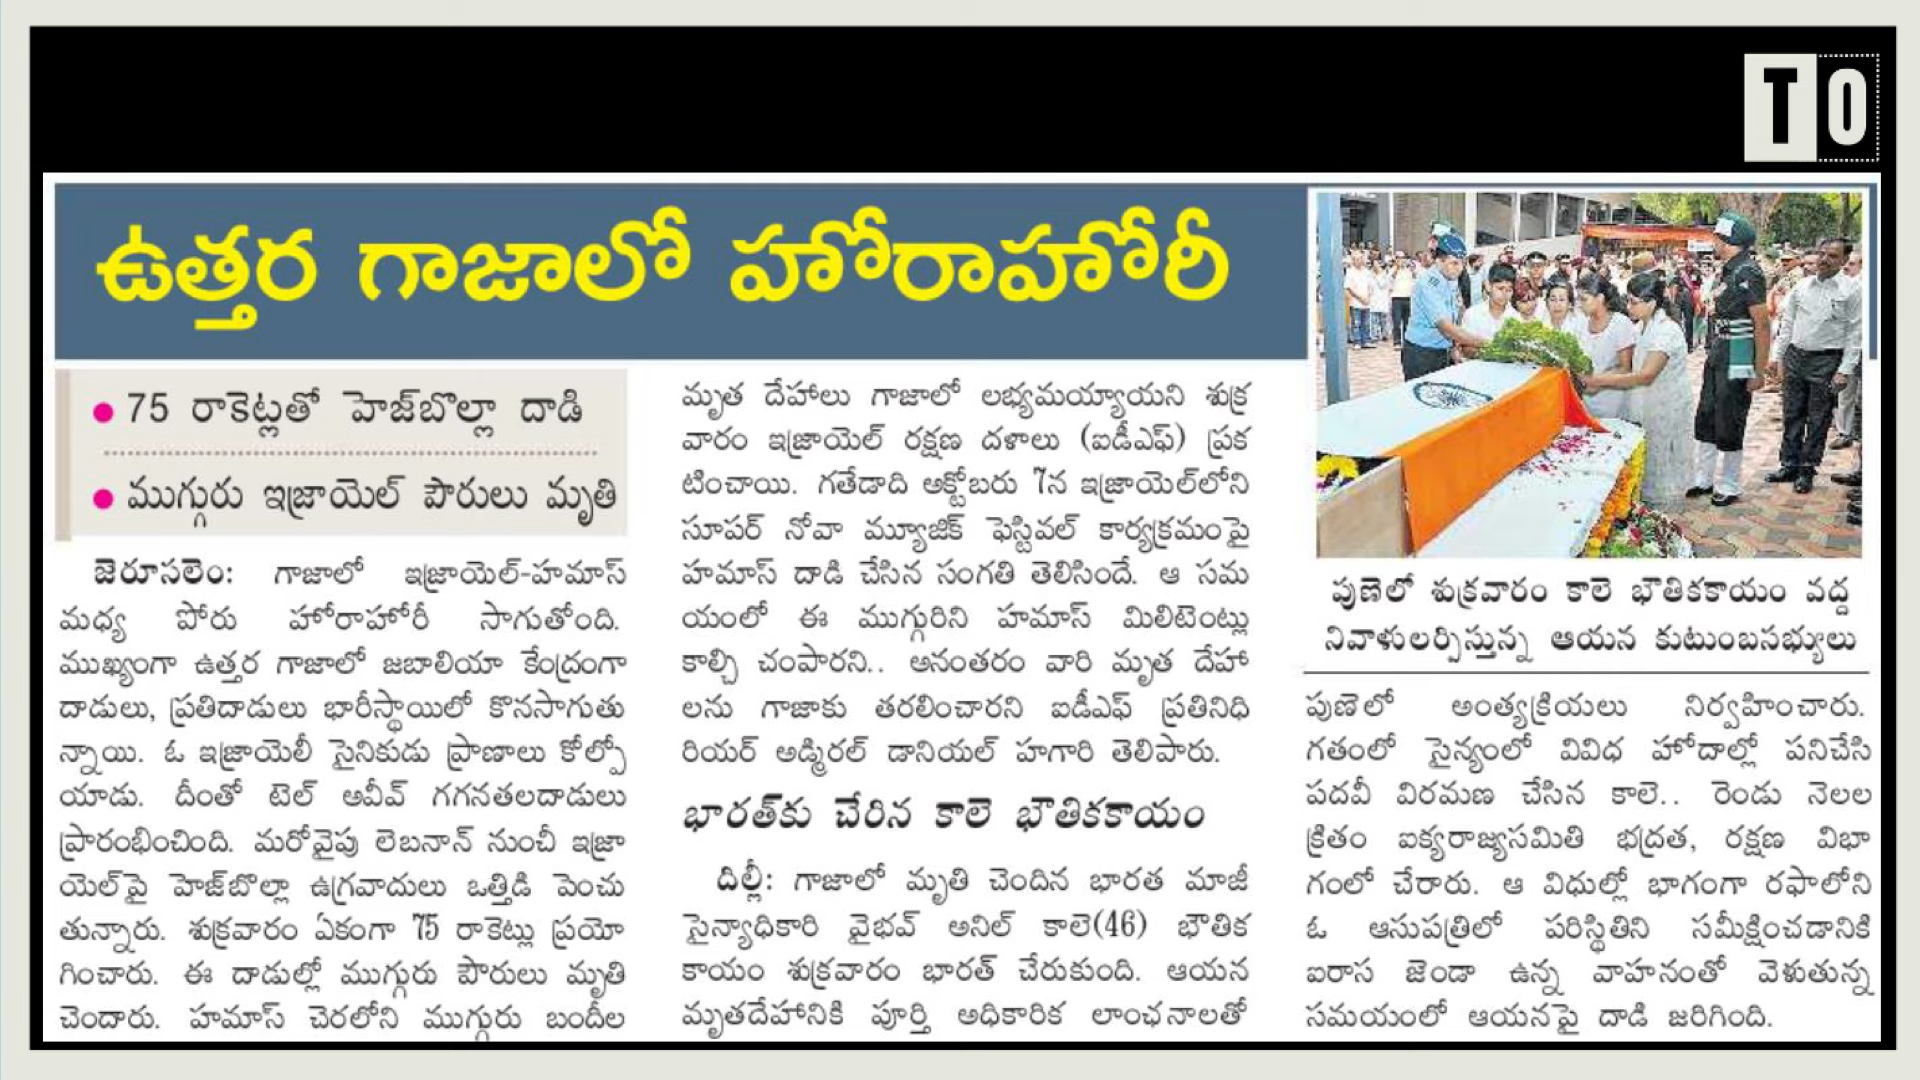 TO
ఉత్తర గాజాలో హోరాహోరీ
• 75 రాకెట్లతో హెజ్‌బొల్లా దాడి
• ముగ్గురు ఇజ్రాయెల్ పౌరులు మృతి
జెరూసలెం: గాజాలో ఇజ్రాయెల్-హమాస్
మధ్య పోరు హోరాహోరీ సాగుతోంది.
ముఖ్యంగా ఉత్తర గాజాలో జబాలియా కేంద్రంగా
దాడులు, ప్రతిదాడులు భారీస్థాయిలో కొనసాగుతు
న్నాయి. ఓ ఇజ్రాయెలీ సైనికుడు ప్రాణాలు కోల్పో
యాడు. దీంతో టెల్ అవీవ్ గగనతలదాడులు
ప్రారంభించింది. మరోవైపు లెబనాన్ నుంచీ ఇజ్రా
యెల్‌పై హెజ్‌బొల్లా ఉగ్రవాదులు ఒత్తిడి పెంచు
తున్నారు. శుక్రవారం ఏకంగా 75 రాకెట్లు ప్రయో
గించారు. ఈ దాడుల్లో ముగ్గురు పౌరులు మృతి
చెందారు. హమాస్ చెరలోని ముగ్గురు బందీల
మృత దేహాలు గాజాలో లభ్యమయ్యాయని శుక్ర
వారం ఇజ్రాయెల్ రక్షణ దళాలు (ఐడీఎఫ్) ప్రక
టించాయి. గతేడాది అక్టోబరు 7న ఇజ్రాయెల్‌లోని
సూపర్ నోవా మ్యూజిక్ ఫెస్టివల్ కార్యక్రమంపై
హమాస్ దాడి చేసిన సంగతి తెలిసిందే. ఆ సమ
యంలో ఈ ముగ్గురిని హమాస్ మిలిటెంట్లు
కాల్చి చంపారని.. అనంతరం వారి మృత దేహా
లను గాజాకు తరలించారని ఐడీఎఫ్ ప్రతినిధి
రియర్ అడ్మిరల్ డానియల్ హగారి తెలిపారు.
భారత్‌కు చేరిన కాలె భౌతికకాయం
దిల్లీ: గాజాలో మృతి చెందిన భారత మాజీ
సైన్యాధికారి వైభవ్ అనిల్ కాలె(46) భౌతిక
కాయం శుక్రవారం భారత్ చేరుకుంది. ఆయన
మృతదేహానికి పూర్తి అధికారిక లాంఛనాలతో
పుణెలో శుక్రవారం కాలె భౌతికకాయం వద్ద
నివాళులర్పిస్తున్న ఆయన కుటుంబసభ్యులు
పుణెలో అంత్యక్రియలు నిర్వహించారు.
గతంలో సైన్యంలో వివిధ హోదాల్లో పనిచేసి
పదవీ విరమణ చేసిన కాలె.. రెండు నెలల
క్రితం ఐక్యరాజ్యసమితి భద్రత, రక్షణ విభా
గంలో చేరారు. ఆ విధుల్లో భాగంగా రఫాలోని
ఓ ఆసుపత్రిలో పరిస్థితిని సమీక్షించడానికి
ఐరాస జెండా ఉన్న వాహనంతో వెళుతున్న
సమయంలో ఆయనపై దాడి జరిగింది.